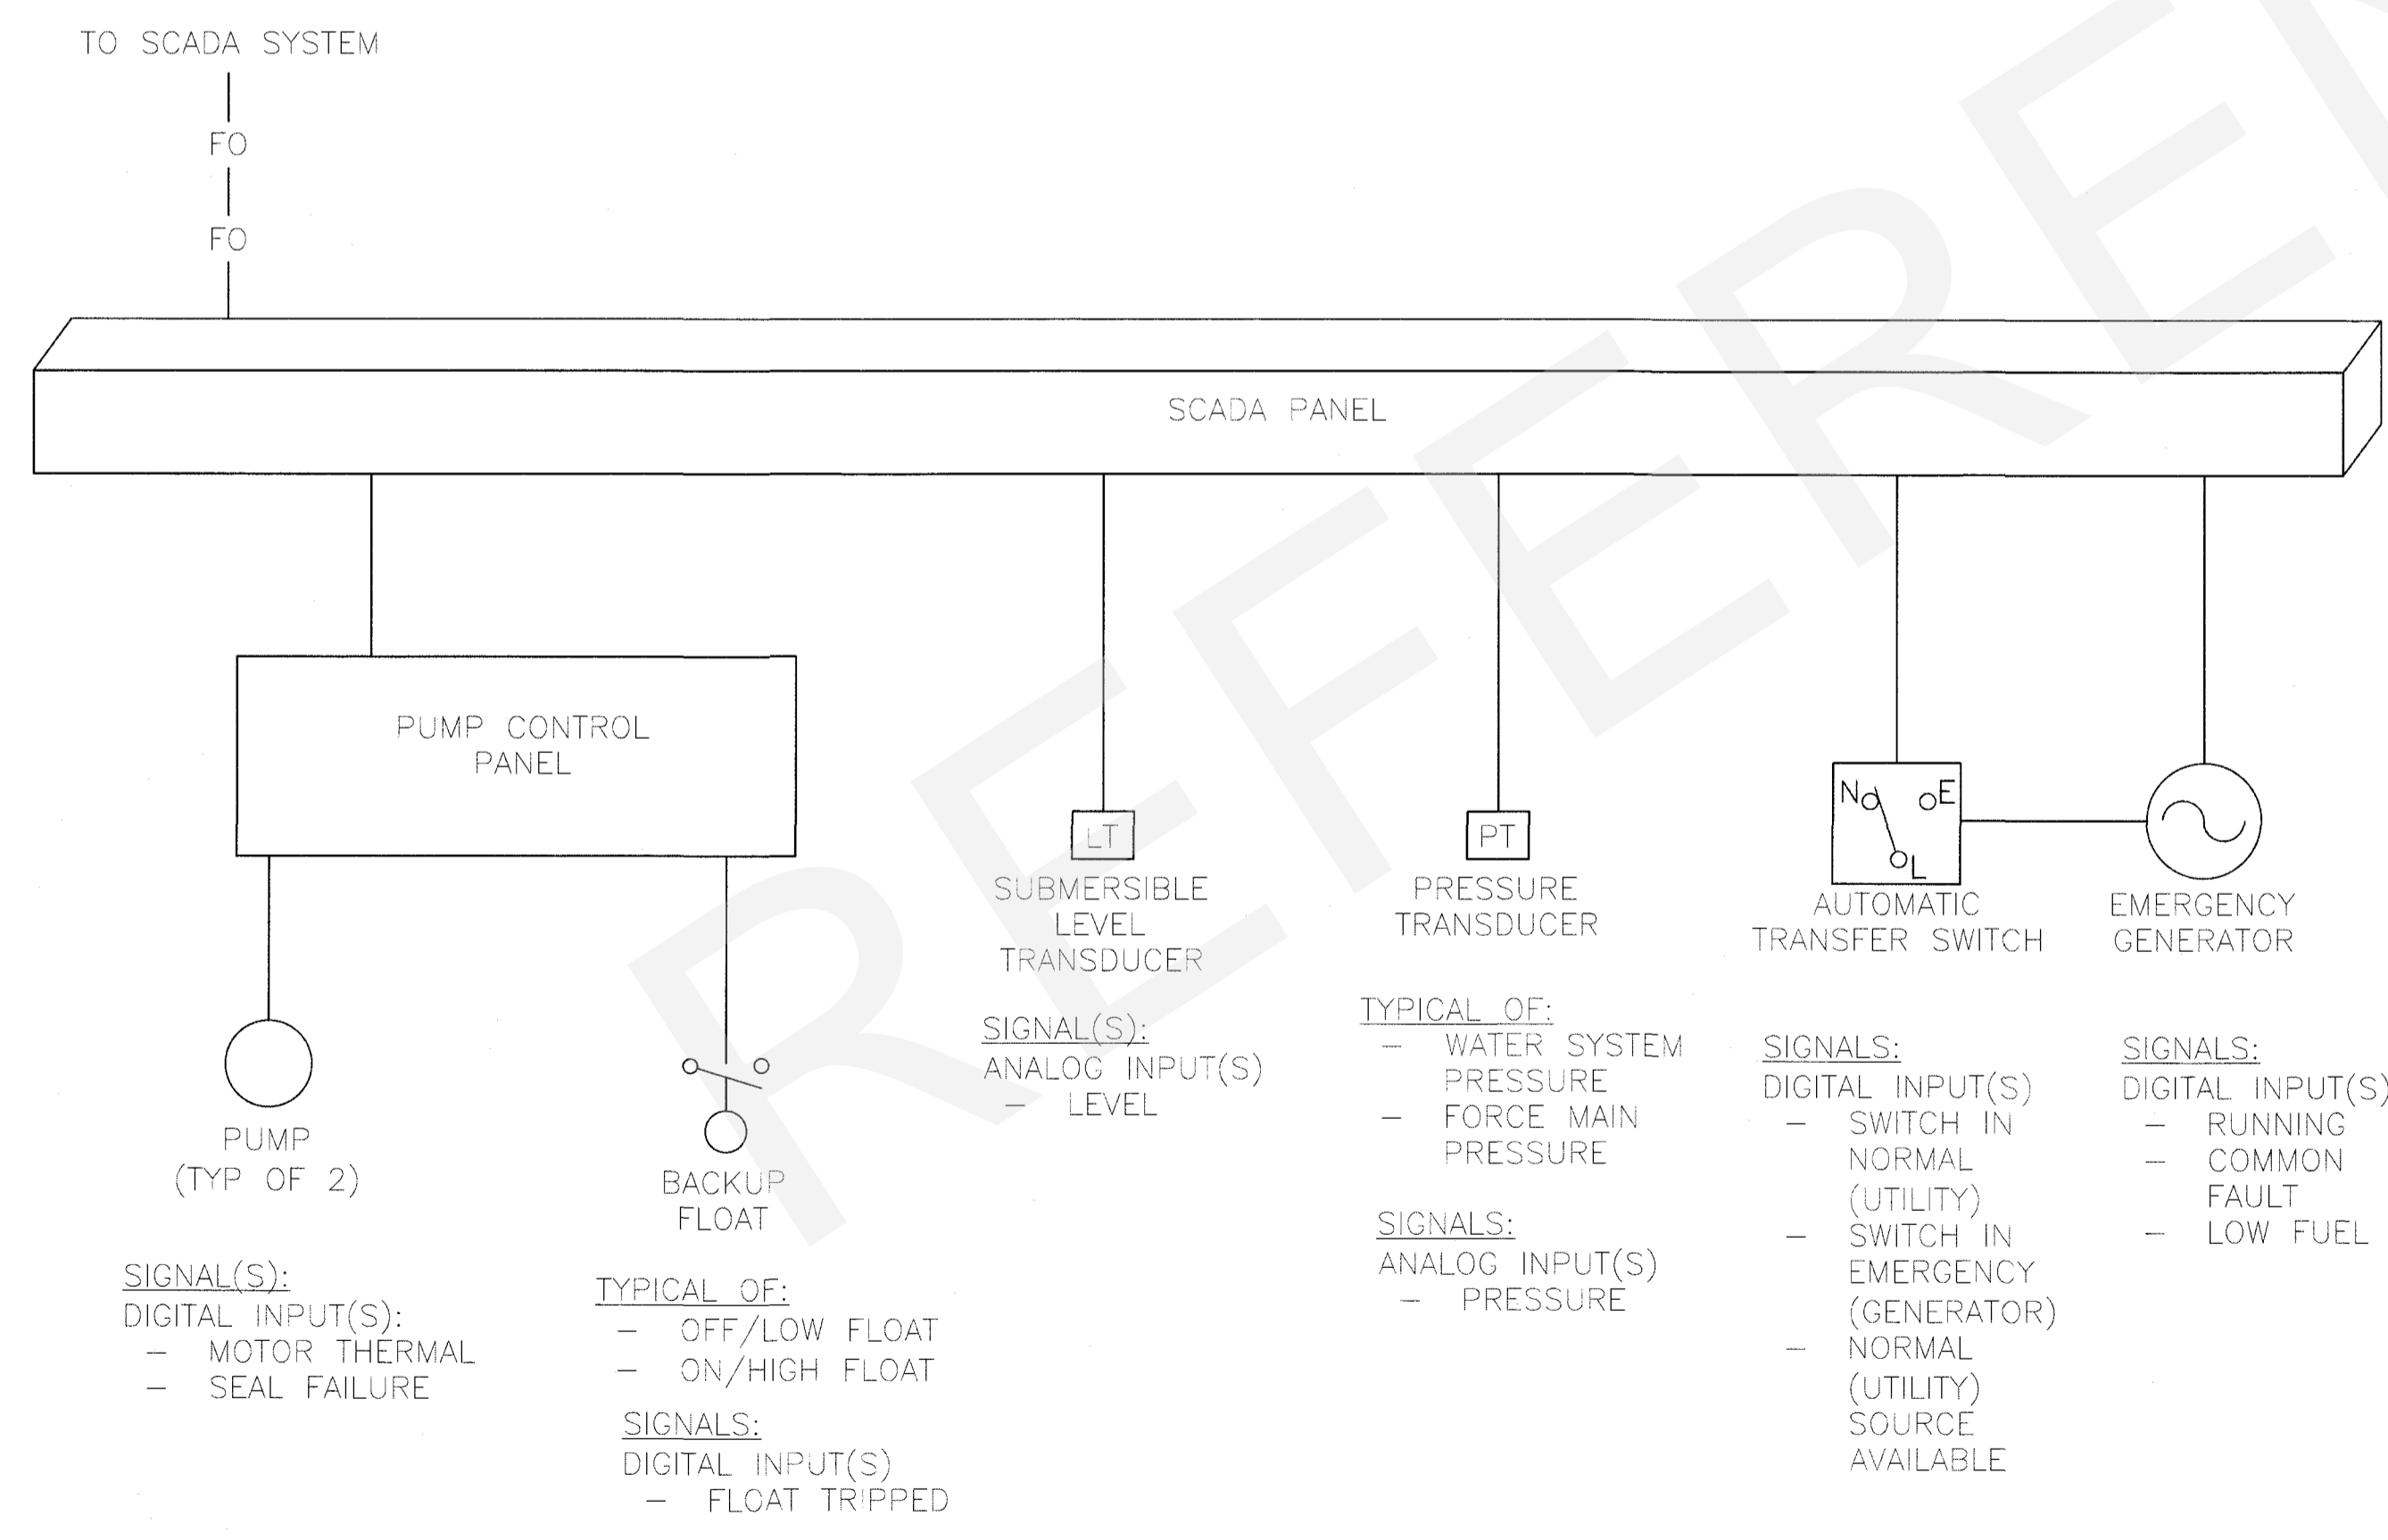 TO SCADA SYSTEM
FO
FO
SCADA PANEL
PUMP CONTROL
PANEL
PUMP
(TYP OF 2)
SIGNAL(S):
DIGITAL INPUT(S):
– MOTOR THERMAL
– SEAL FAILURE
BACKUP
FLOAT
TYPICAL OF:
– OFF/LOW FLOAT
– ON/HIGH FLOAT
SIGNALS:
DIGITAL INPUT(S)
– FLOAT TRIPPED
LT
SUBMERSIBLE
LEVEL
TRANSDUCER
SIGNAL(S):
ANALOG INPUT(S)
– LEVEL
PT
PRESSURE
TRANSDUCER
TYPICAL OF:
– WATER SYSTEM
PRESSURE
– FORCE MAIN
PRESSURE
SIGNALS:
ANALOG INPUT(S)
– PRESSURE
N E
L
AUTOMATIC
TRANSFER SWITCH
SIGNALS:
DIGITAL INPUT(S)
– SWITCH IN
NORMAL
(UTILITY)
– SWITCH IN
EMERGENCY
(GENERATOR)
– NORMAL
(UTILITY)
SOURCE
AVAILABLE
EMERGENCY
GENERATOR
SIGNALS:
DIGITAL INPUT(S)
– RUNNING
– COMMON
FAULT
– LOW FUEL